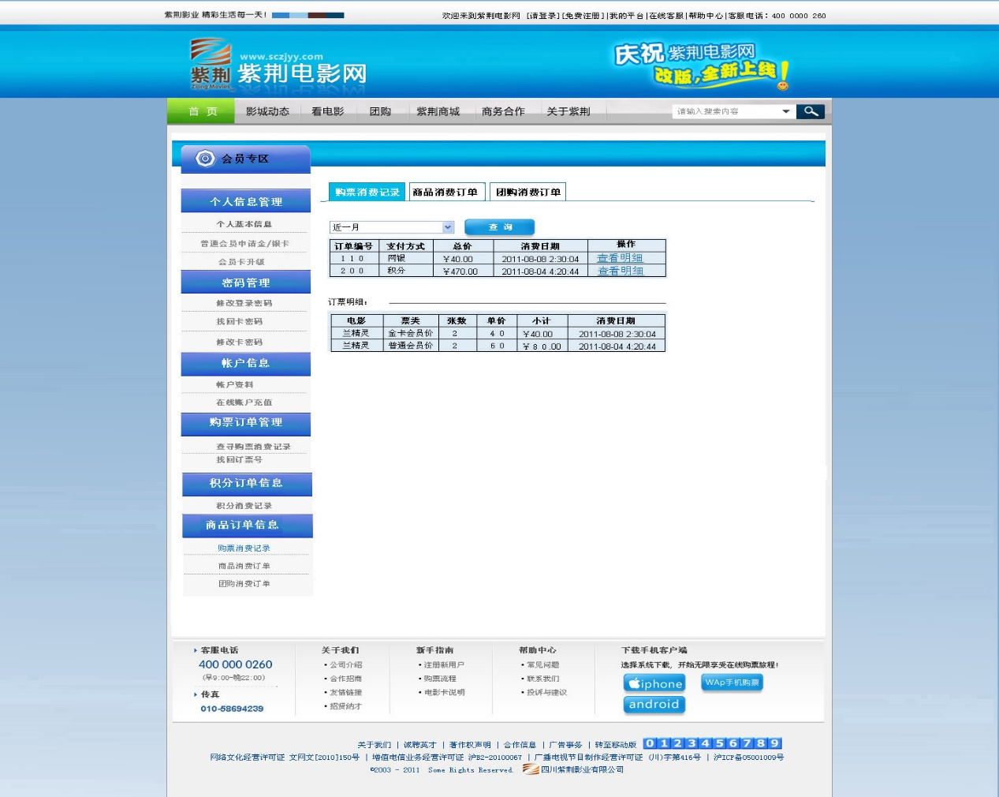 紫荆影业 精彩生活每一天!
欢迎来到紫荆电影网 [请登录][免费注册]|我的平台|在线客服|帮助中心|客服电话：400 0000 260
www.sczjyy.com
紫荆 紫荆电影网
Zijing Movies
庆祝紫荆电影网
改版,全新上线!
首 页 影城动态 看电影 团购 紫荆商城 商务合作 关于紫荆 请输入搜索内容
会员专区
个人信息管理
个人基本信息
普通会员申请金/银卡
会员卡升级
密码管理
修改登录密码
找回卡密码
修改卡密码
帐户信息
帐户资料
在线账户充值
购票订单管理
查寻购票消费记录
找回订票号
积分订单信息
积分消费记录
商品订单信息
购票消费记录
商品消费订单
团购消费订单
购票消费记录 商品消费订单 团购消费订单
近一月 查 询
订单编号 支付方式 总价 消费日期 操作
110 网银 ￥40.00 2011-08-08 2:30:04 查看明细
200 积分 ￥470.00 2011-08-04 4:20:44 查看明细
订票明细：
电影 票类 张数 单价 小计 消费日期
兰精灵 金卡会员价 2 40 ￥40.00 2011-08-08 2:30:04
兰精灵 普通会员价 2 60 ￥80.00 2011-08-04 4:20:44
客服电话
400 000 0260
(早9:00-晚22:00)
传真
010-58694239
关于我们
公司介绍
合作招商
友情链接
招贤纳才
新手指南
注册新用户
购票流程
电影卡说明
帮助中心
常见问题
联系我们
投诉与建议
下载手机客户端
选择系统下载，开始无限享受在线购票旅程!
iphone WAp手机购票
android
关于我们 | 诚聘英才 | 著作权声明 | 合作信息 | 广告事务 | 转至移动版 0123456789
网络文化经营许可证 文网文[2010]150号 | 增值电信业务经营许可证 沪B2-20100067 | 广播电视节目制作经营许可证 (川)字第416号 | 沪ICP备05001009号
©2003 - 2011 Some Rights Reserved. 四川紫荆影业有限公司